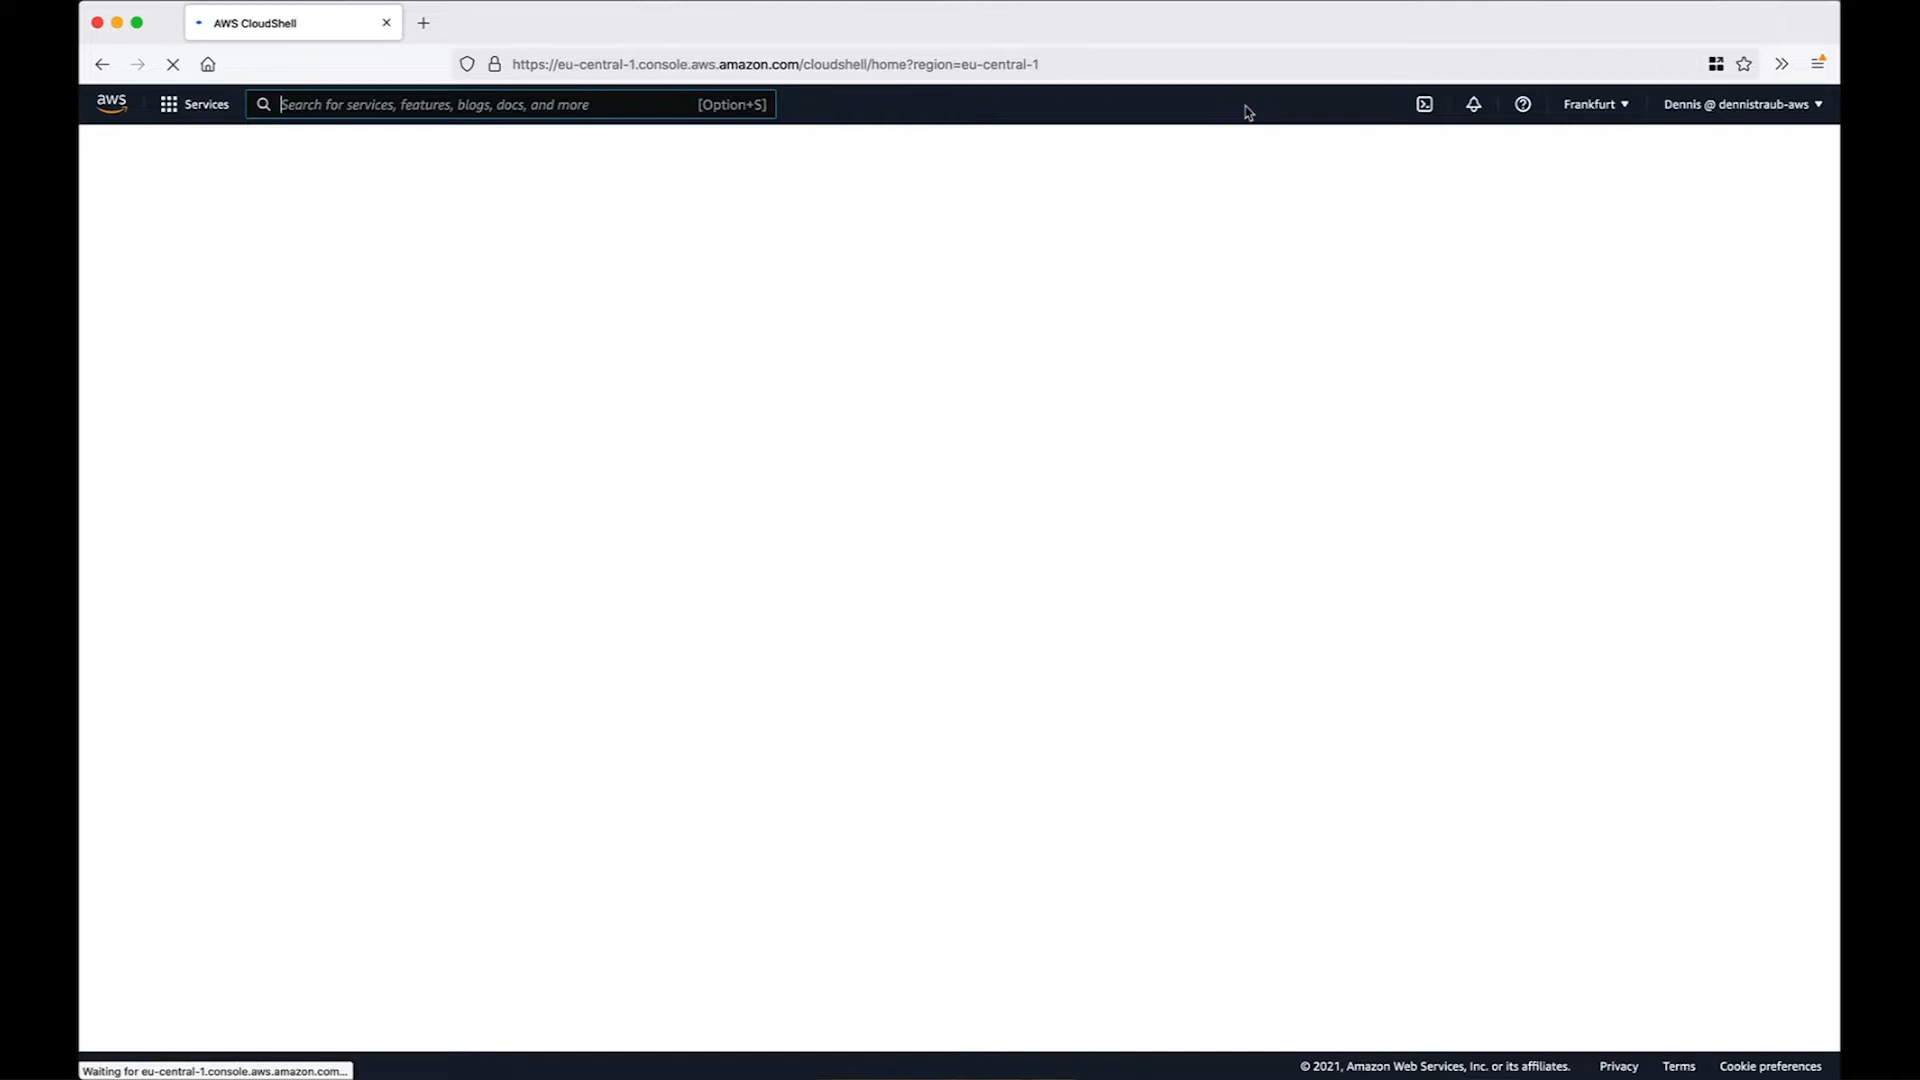 AWS CloudShell
https://eu-central-1.console.aws.amazon.com/cloudshell/home?region=eu-central-1
aws Services Search for services, features, blogs, docs, and more [Option+S] Frankfurt Dennis @ dennistraub-aws
Waiting for eu-central-1.console.aws.amazon.com... © 2021, Amazon Web Services, Inc. or its affiliates. Privacy Terms Cookie preferences